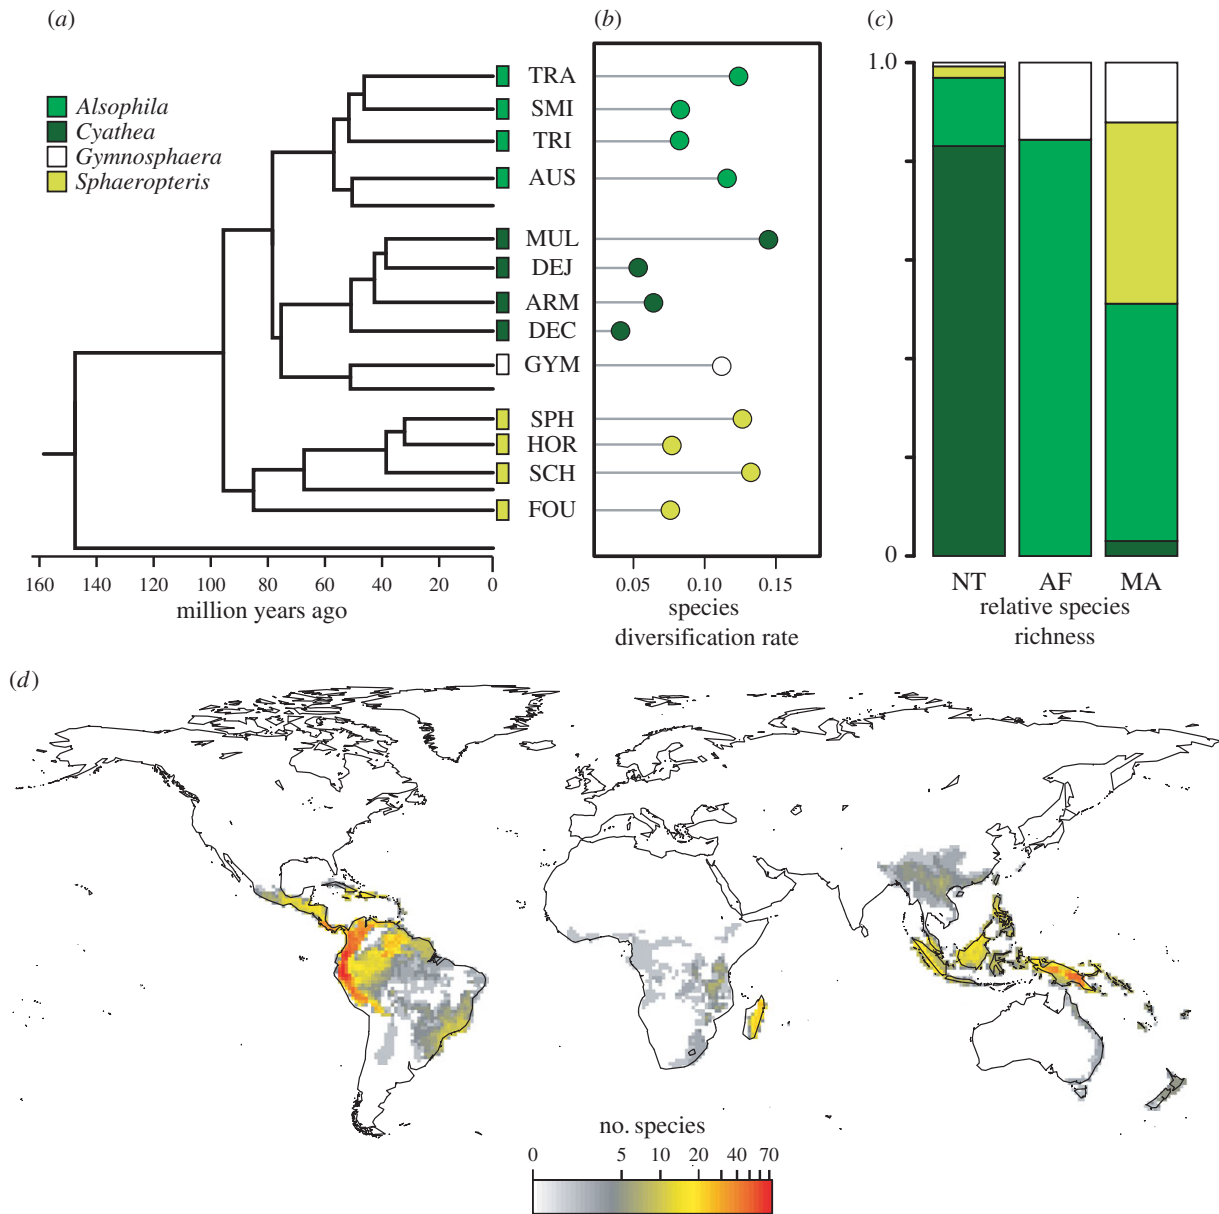 (a)
Alsophila
Cyathea
Gymnosphaera
Sphaeropteris
TRA
SMI
TRI
AUS
MUL
DEJ
ARM
DEC
GYM
SPH
HOR
SCH
FOU
160 140 120 100 80 60 40 20 0
million years ago
(b)
0.05 0.10 0.15
species
diversification rate
(c)
1.0
0
NT AF MA
relative species
richness
(d)
no. species
0 5 10 20 40 70